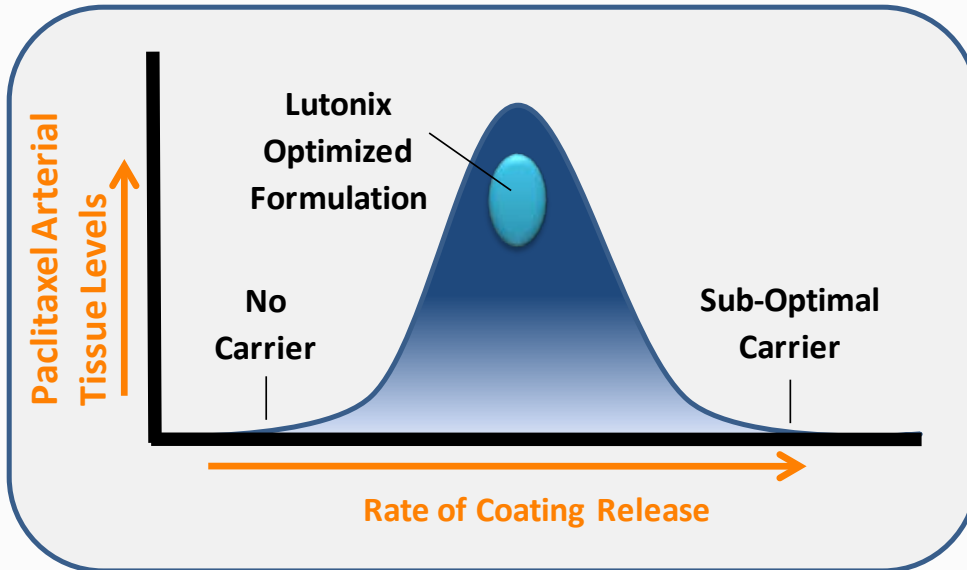 Lutonix
Optimized
Formulation
Paclitaxel Arterial
Tissue Levels
No
Carrier
Sub-Optimal
Carrier
Rate of Coating Release